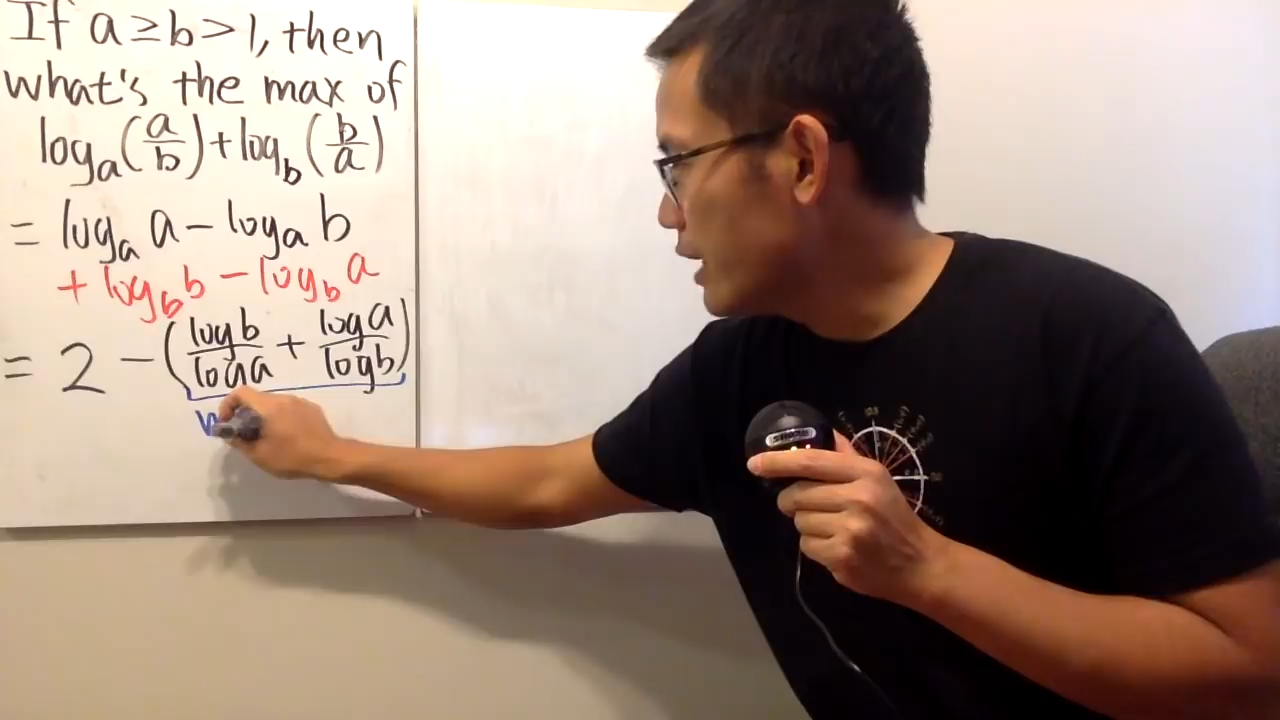 If a ≥ b > 1, then
what's the max of
log_a(a/b) + log_b(b/a)
= log_a a - log_a b
+ log_b b - log_b a
= 2 - (log b/log a + log a/log b)